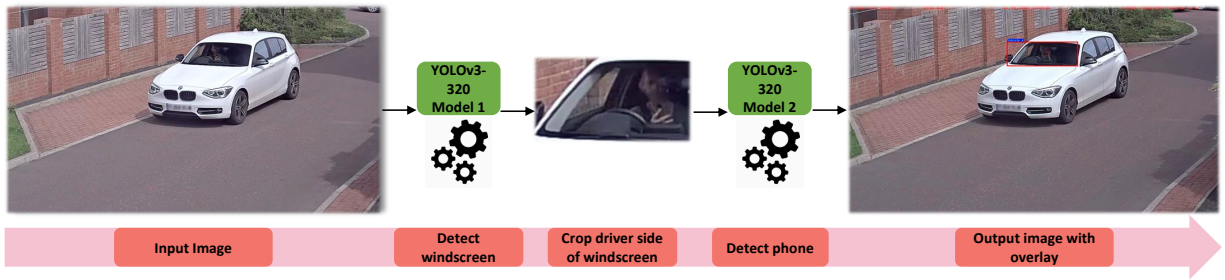 YOLOv3-
320
Model 1
YOLOv3-
320
Model 2
Input Image
Detect
windscreen
Crop driver side
of windscreen
Detect phone
Output image with
overlay